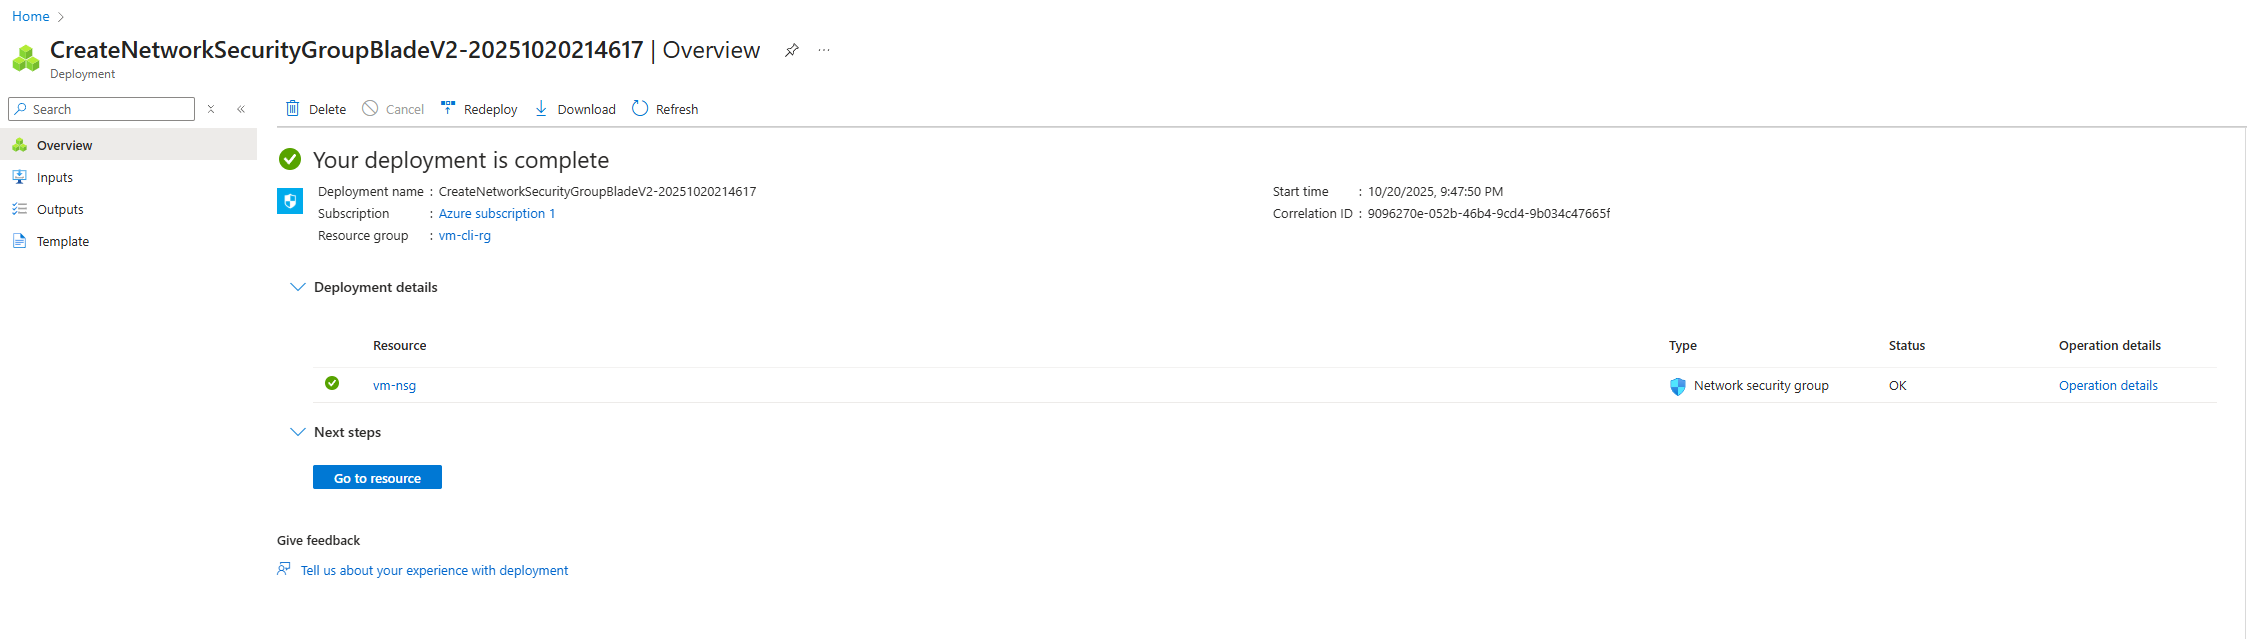 Home
CreateNetworkSecurityGroupBladeV2-20251020214617 | Overview
Deployment
Search
Delete Cancel Redeploy Download Refresh
Overview
Inputs
Outputs
Template
Your deployment is complete
Deployment name : CreateNetworkSecurityGroupBladeV2-20251020214617
Subscription : Azure subscription 1
Resource group : vm-cli-rg
Start time : 10/20/2025, 9:47:50 PM
Correlation ID : 9096270e-052b-46b4-9cd4-9b034c47665f
Deployment details
Resource Type Status Operation details
vm-nsg Network security group OK Operation details
Next steps
Go to resource
Give feedback
Tell us about your experience with deployment